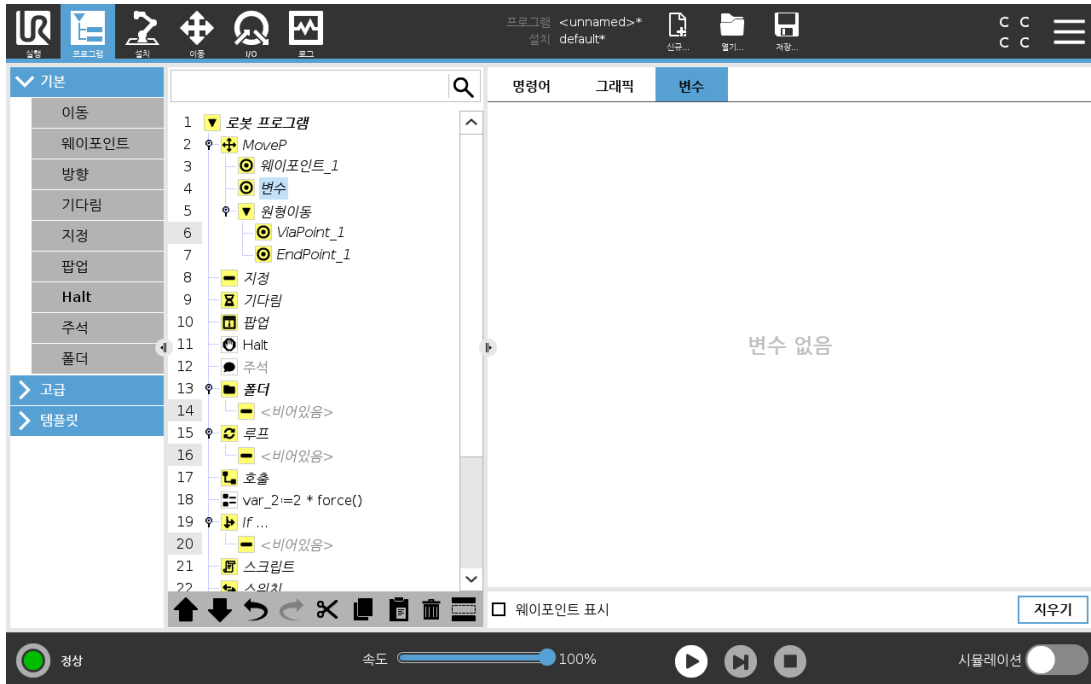 프로그램 <unnamed>*
설치 default*
실행 프로그램 설치 이동 I/O 로그 신규... 열기... 저장...
C C
C C
기본
이동
웨이포인트
방향
기다림
지정
팝업
Halt
주석
폴더
고급
템플릿
1 로봇 프로그램
2 MoveP
3 웨이포인트_1
4 변수
5 원형이동
6 ViaPoint_1
7 EndPoint_1
8 지정
9 기다림
10 팝업
11 Halt
12 주석
13 폴더
14 <비어있음>
15 루프
16 <비어있음>
17 호출
18 var_2:=2 * force()
19 If ...
20 <비어있음>
21 스크립트
22 스위치
명령어 그래픽 변수
변수 없음
웨이포인트 표시 지우기
정상 속도 100% 시뮬레이션